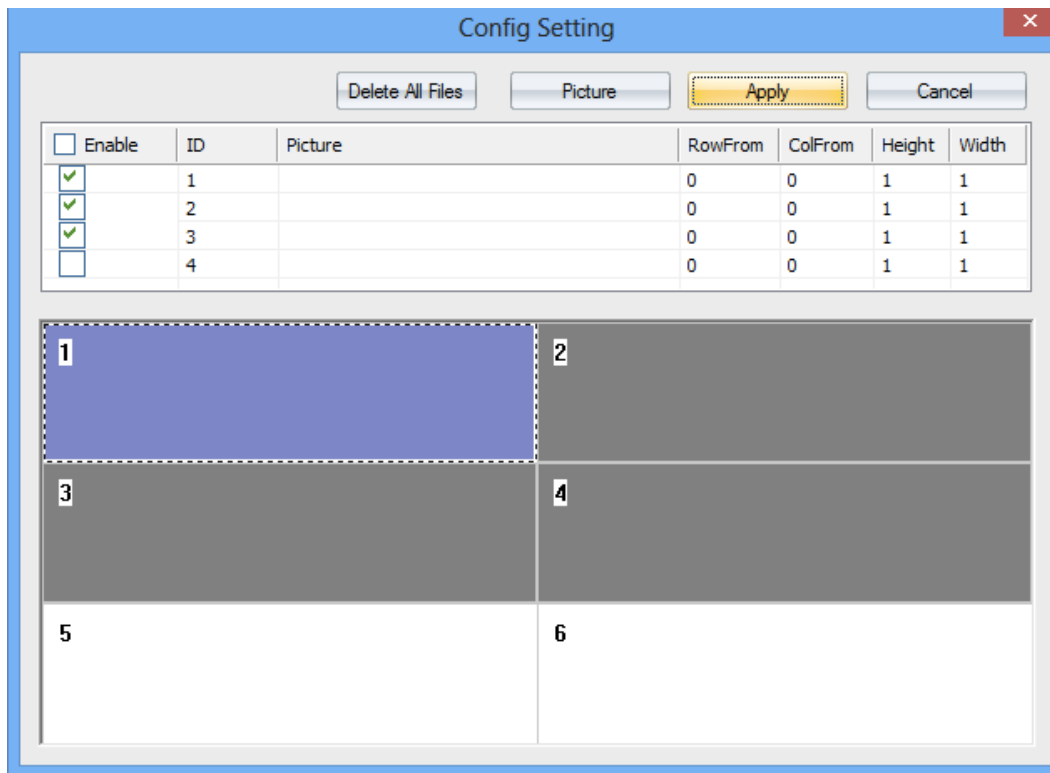 Config Setting
Delete All Files Picture Apply Cancel
Enable ID Picture RowFrom ColFrom Height Width
1 0 0 1 1
2 0 0 1 1
3 0 0 1 1
4 0 0 1 1
1 2
3 4
5 6